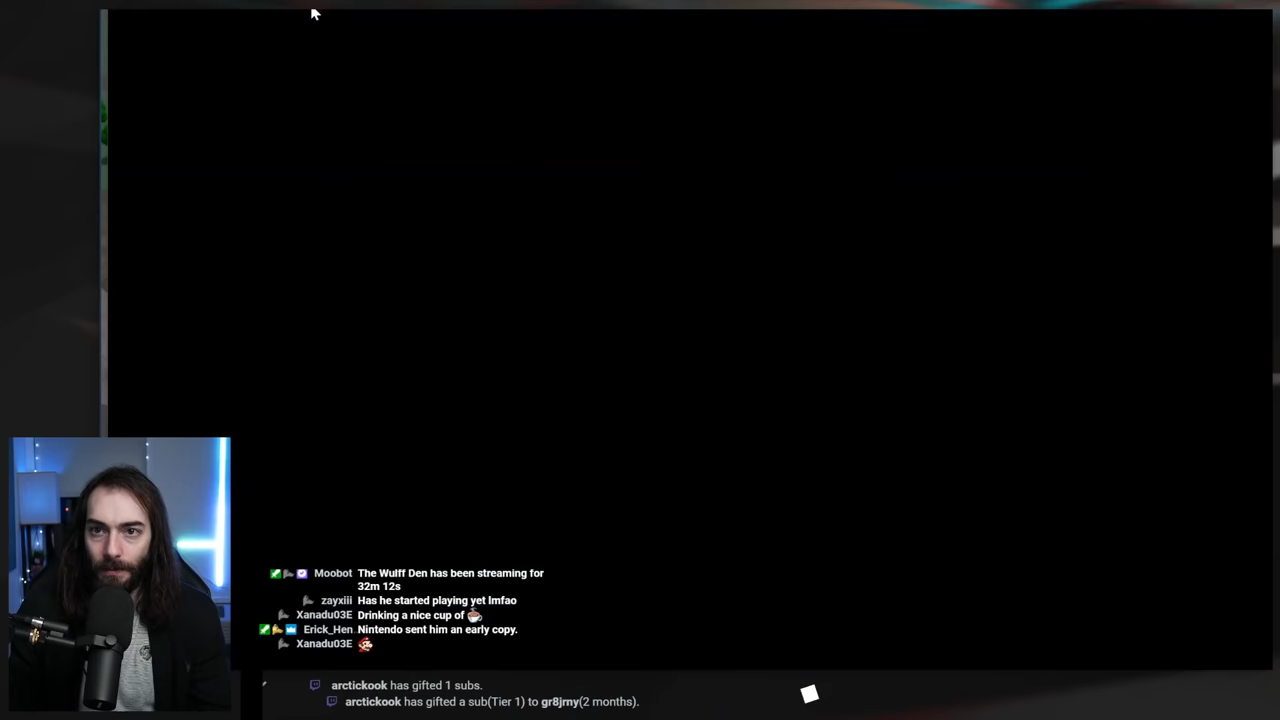 Moobot The Wulff Den has been streaming for
32m 12s
zayxiii Has he started playing yet lmfao
Xanadu03E Drinking a nice cup of
Erick_Hen Nintendo sent him an early copy.
Xanadu03E
arctickook has gifted 1 subs.
arctickook has gifted a sub(Tier 1) to gr8jrny(2 months).